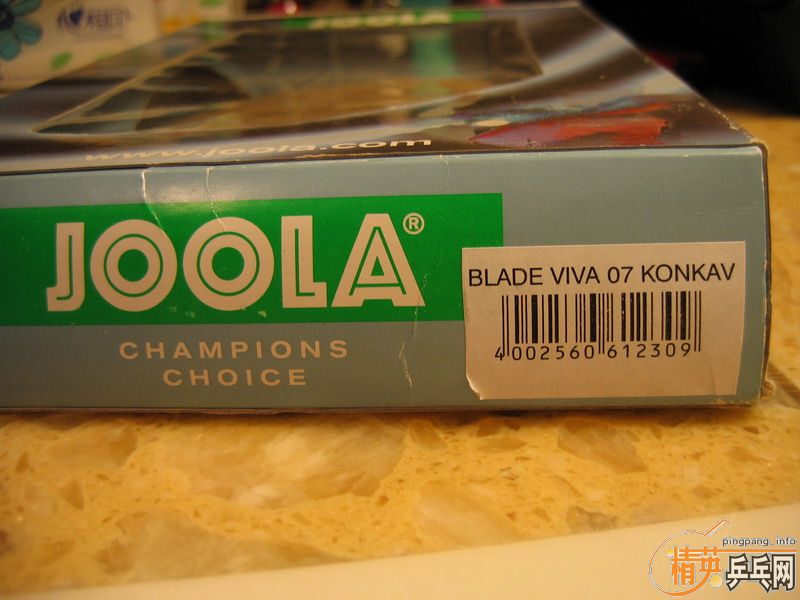 www.joola.com
JOOLA®
CHAMPIONS
CHOICE
BLADE VIVA 07 KONKAV
4 002560 612309
pingpang_info
精英乒乓网